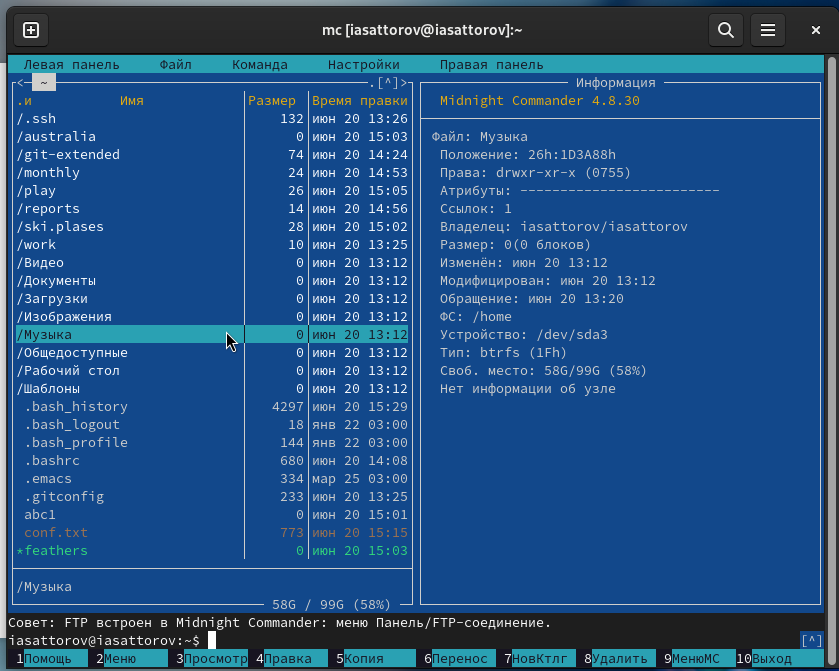 mc [iasattorov@iasattorov]:~
Левая панель Файл Команда Настройки Правая панель
<─ ~ .[^]> Информация
.и Имя Размер Время правки
Midnight Commander 4.8.30
/.ssh 132 июн 20 13:26
/australia 0 июн 20 15:03
/git-extended 74 июн 20 14:24
/monthly 24 июн 20 14:53
/play 26 июн 20 15:05
/reports 14 июн 20 14:56
/ski.plases 28 июн 20 15:02
/work 10 июн 20 13:25
/Видео 0 июн 20 13:12
/Документы 0 июн 20 13:12
/Загрузки 0 июн 20 13:12
/Изображения 0 июн 20 13:12
/Музыка 0 июн 20 13:12
/Общедоступные 0 июн 20 13:12
/Рабочий стол 0 июн 20 13:12
/Шаблоны 0 июн 20 13:12
.bash_history 4297 июн 20 15:29
.bash_logout 18 янв 22 03:00
.bash_profile 144 янв 22 03:00
.bashrc 680 июн 20 14:08
.emacs 334 мар 25 03:00
.gitconfig 233 июн 20 13:25
abc1 0 июн 20 15:01
conf.txt 773 июн 20 15:15
*feathers 0 июн 20 15:03
/Музыка
58G / 99G (58%)
Файл: Музыка
Положение: 26h:1D3A88h
Права: drwxr-xr-x (0755)
Атрибуты: -------------------------
Ссылок: 1
Владелец: iasattorov/iasattorov
Размер: 0(0 блоков)
Изменён: июн 20 13:12
Модифицирован: июн 20 13:12
Обращение: июн 20 13:20
ФС: /home
Устройство: /dev/sda3
Тип: btrfs (1Fh)
Своб. место: 58G/99G (58%)
Нет информации об узле
Совет: FTP встроен в Midnight Commander: меню Панель/FTP-соединение.
iasattorov@iasattorov:~$ [^]
1Помощь 2Меню 3Просмотр 4Правка 5Копия 6Перенос 7НовКтлг 8Удалить 9МенюМС 10Выход